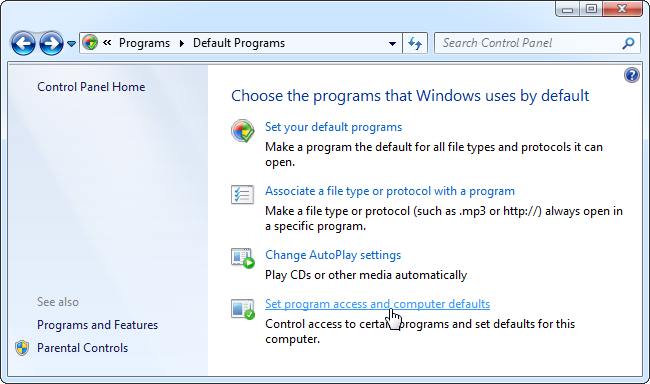 « Programs ▸ Default Programs
Search Control Panel
Control Panel Home
Choose the programs that Windows uses by default
Set your default programs
Make a program the default for all file types and protocols it can
open.
Associate a file type or protocol with a program
Make a file type or protocol (such as .mp3 or http://) always open in
a specific program.
Change AutoPlay settings
Play CDs or other media automatically
Set program access and computer defaults
Control access to certain programs and set defaults for this
computer.
See also
Programs and Features
Parental Controls